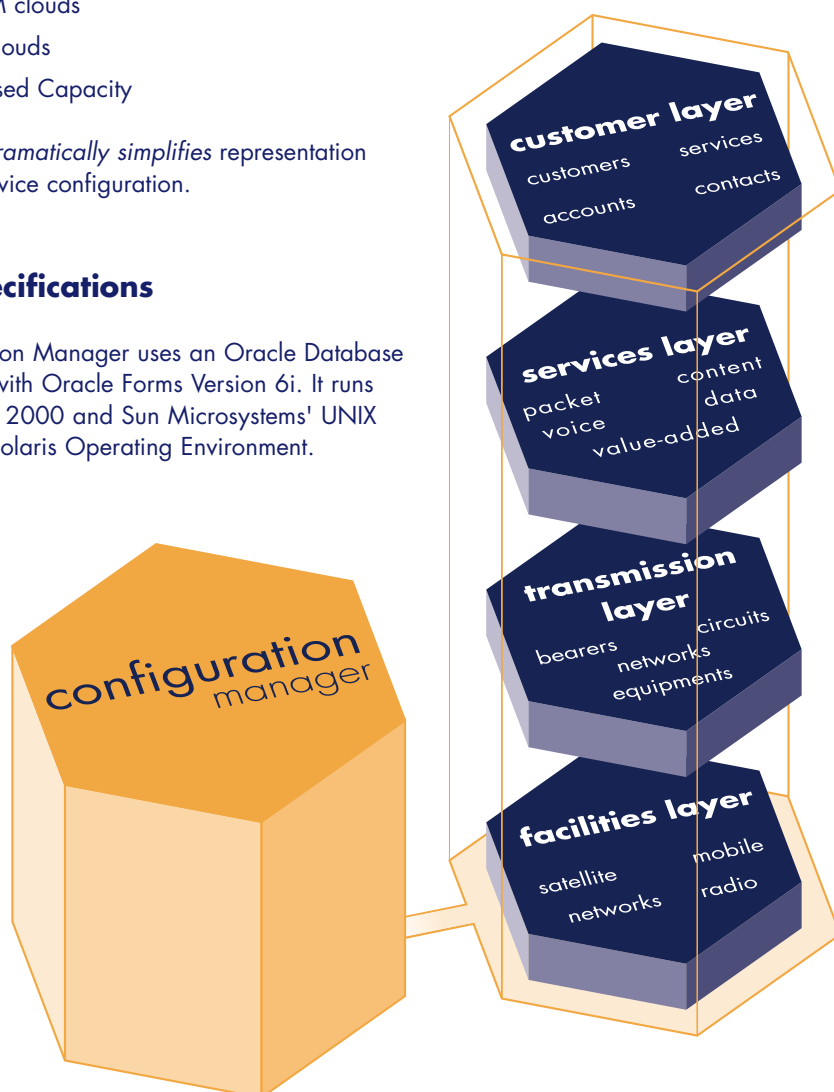 clouds
sed Capacity
ramatically simplifies representation
vice configuration.
ecifications
on Manager uses an Oracle Database
with Oracle Forms Version 6i. It runs
2000 and Sun Microsystems' UNIX
olaris Operating Environment.
customer layer
customers services
accounts contacts
services layer
packet content
voice data
value-added
transmission
layer
bearers circuits
networks
equipments
facilities layer
satellite mobile
networks radio
configuration
manager